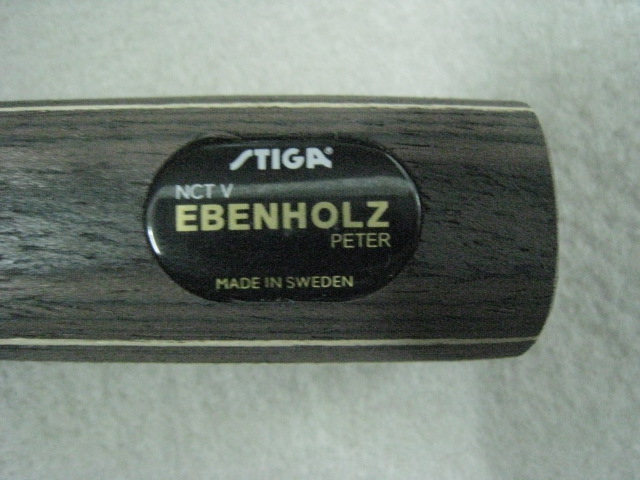 STIGA®
NCT V
EBENHOLZ
PETER
MADE IN SWEDEN